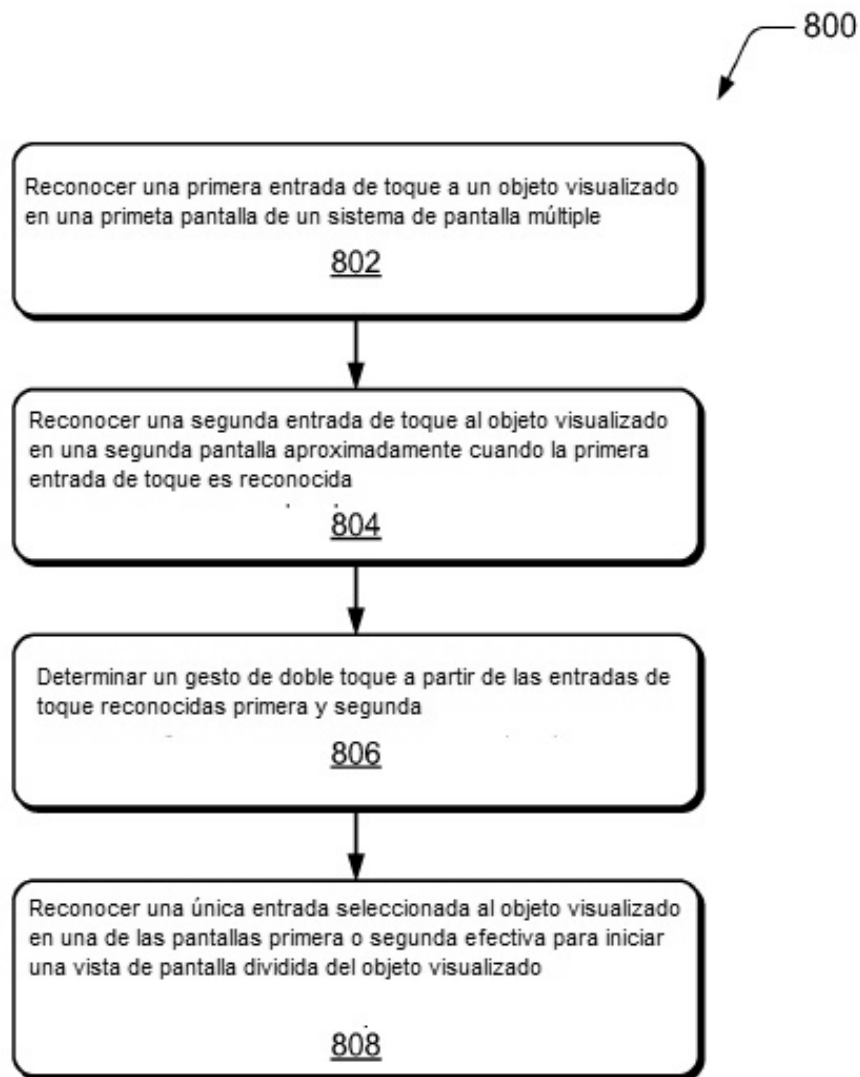 800
Reconocer una primera entrada de toque a un objeto visualizado
en una primeta pantalla de un sistema de pantalla múltiple
802
Reconocer una segunda entrada de toque al objeto visualizado
en una segunda pantalla aproximadamente cuando la primera
entrada de toque es reconocida
804
Determinar un gesto de doble toque a partir de las entradas de
toque reconocidas primera y segunda
806
Reconocer una única entrada seleccionada al objeto visualizado
en una de las pantallas primera o segunda efectiva para iniciar
una vista de pantalla dividida del objeto visualizado
808